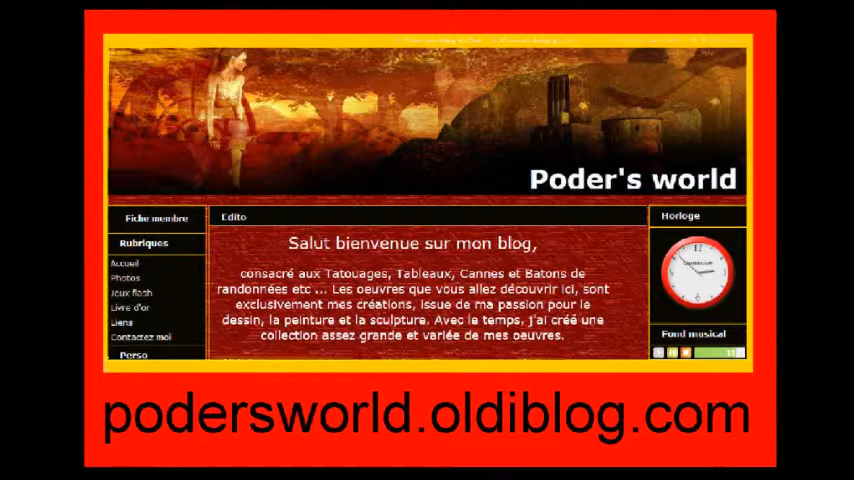 Poder's world
Fiche membre
Rubriques
Accueil
Photos
Jeux flash
Livre d'or
Liens
Contactez moi
Perso
Edito
Salut bienvenue sur mon blog,
consacré aux Tatouages, Tableaux, Cannes et Batons de
randonnées etc ... Les oeuvres que vous allez découvrir ici, sont
exclusivement mes créations, issue de ma passion pour le
dessin, la peinture et la sculpture. Avec le temps, j'ai créé une
collection assez grande et variée de mes oeuvres.
Horloge
12
Fond musical
podersworld.oldiblog.com